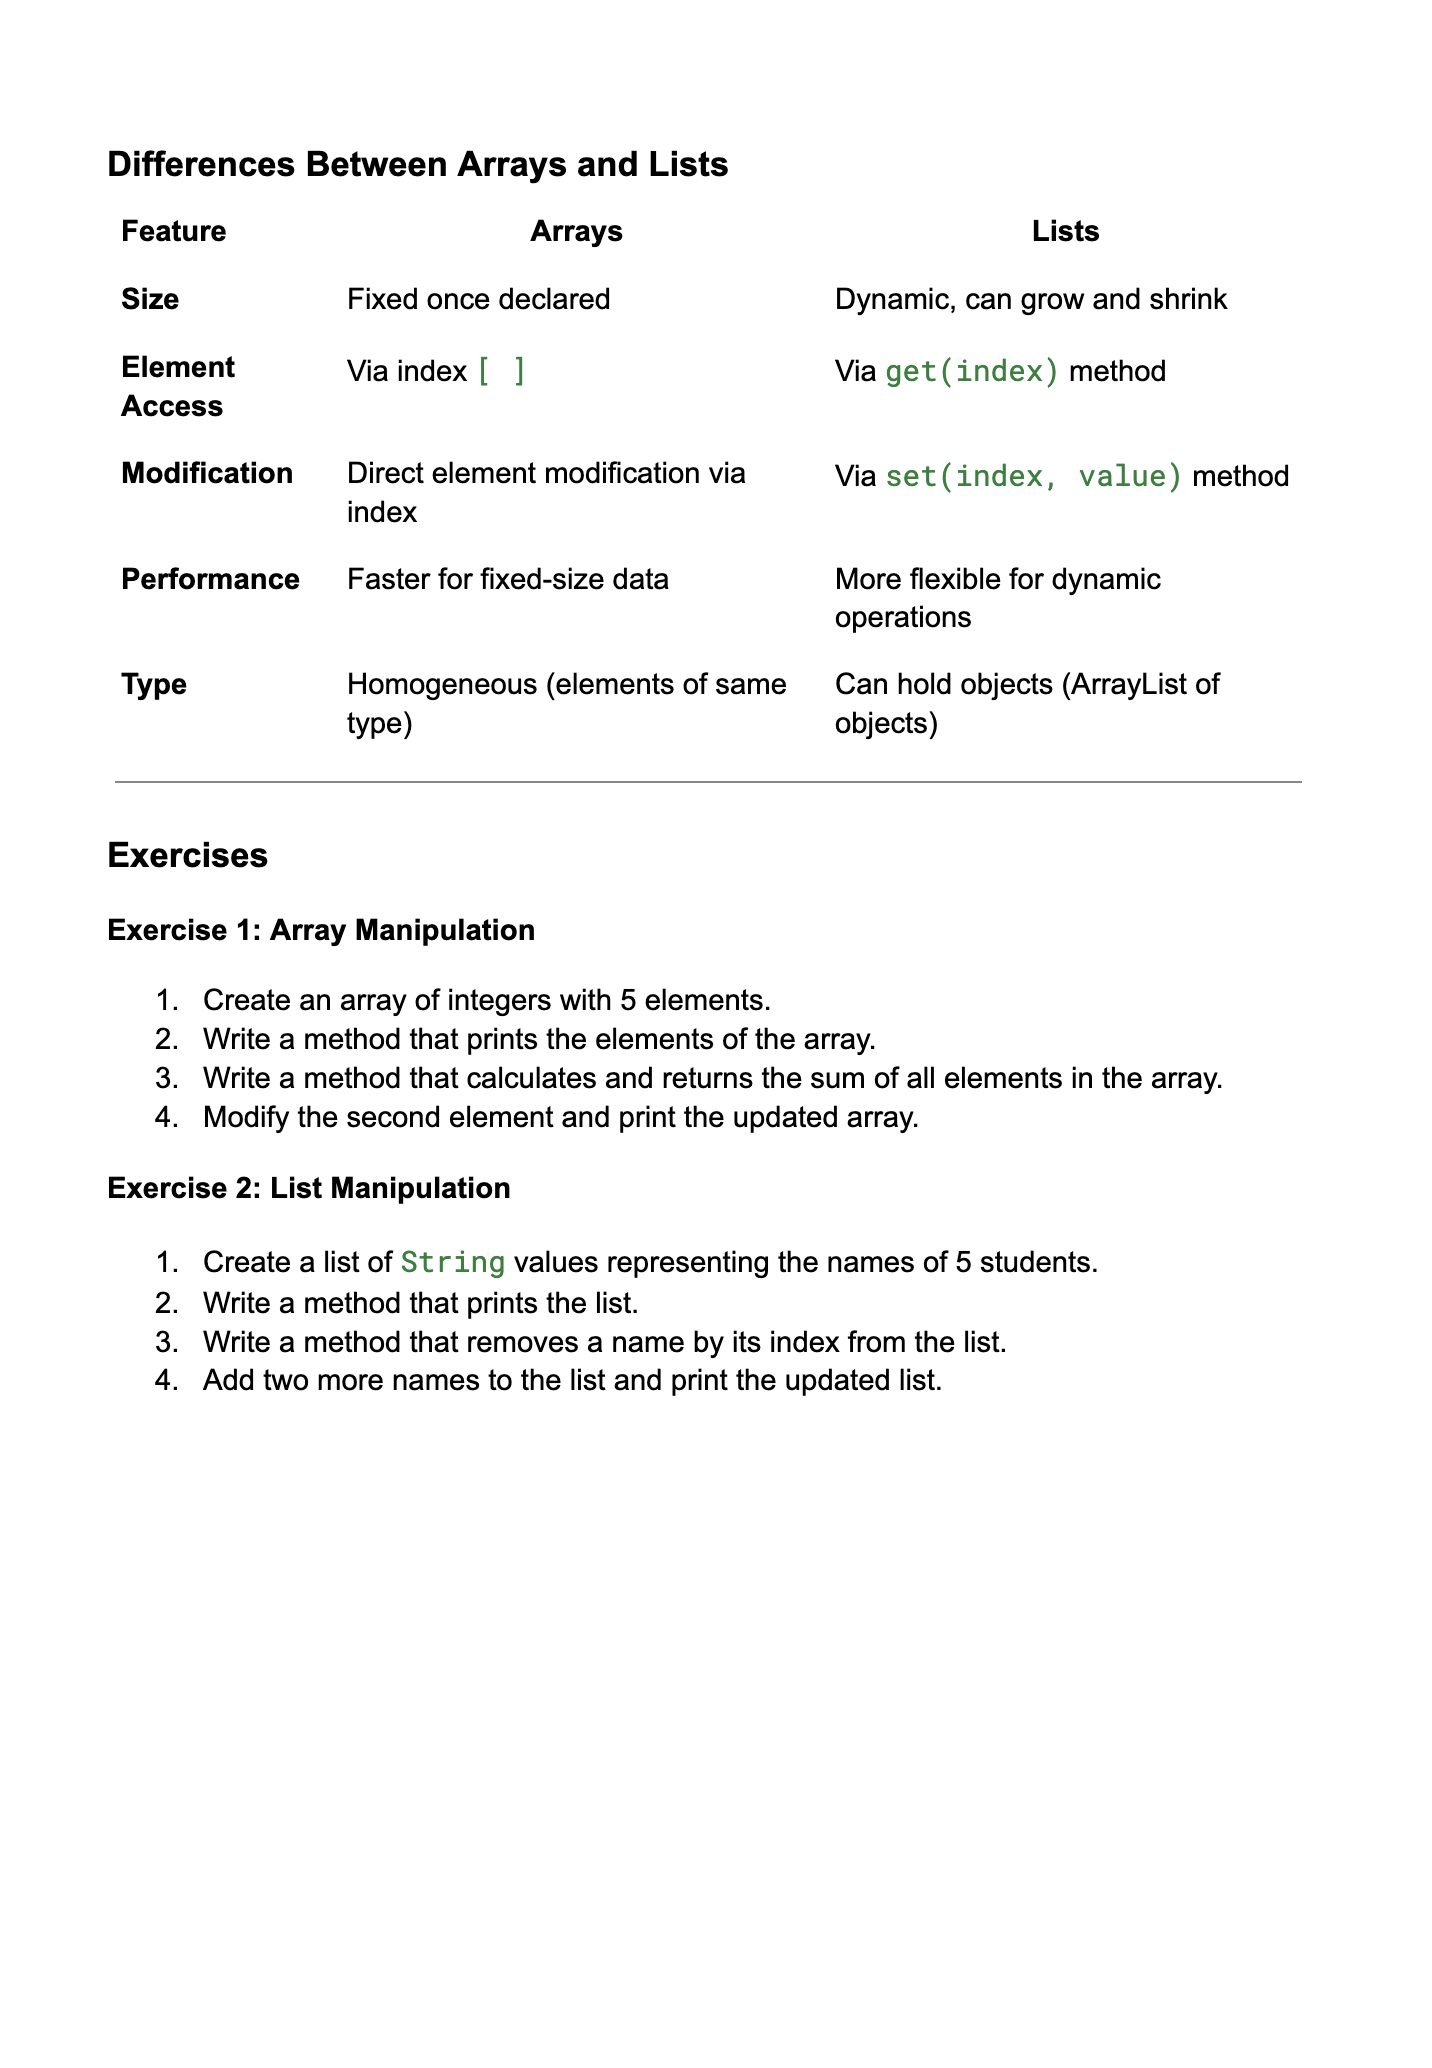 Differences Between Arrays and Lists
Feature Arrays Lists
Size Fixed once declared Dynamic, can grow and shrink
Element Access Via index [ ] Via get(index) method
Modification Direct element modification via index Via set(index, value) method
Performance Faster for fixed-size data More flexible for dynamic operations
Type Homogeneous (elements of same type) Can hold objects (ArrayList of objects)
Exercises
Exercise 1: Array Manipulation
1. Create an array of integers with 5 elements.
2. Write a method that prints the elements of the array.
3. Write a method that calculates and returns the sum of all elements in the array.
4. Modify the second element and print the updated array.
Exercise 2: List Manipulation
1. Create a list of String values representing the names of 5 students.
2. Write a method that prints the list.
3. Write a method that removes a name by its index from the list.
4. Add two more names to the list and print the updated list.